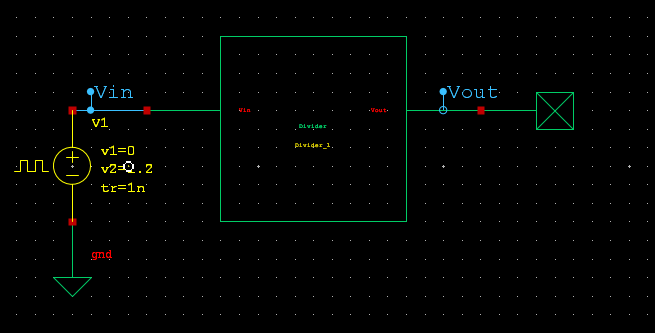 Vin
Vout
Vin
Vout
v1
Divider
Divider_1
v1=0
tr=1n
gnd